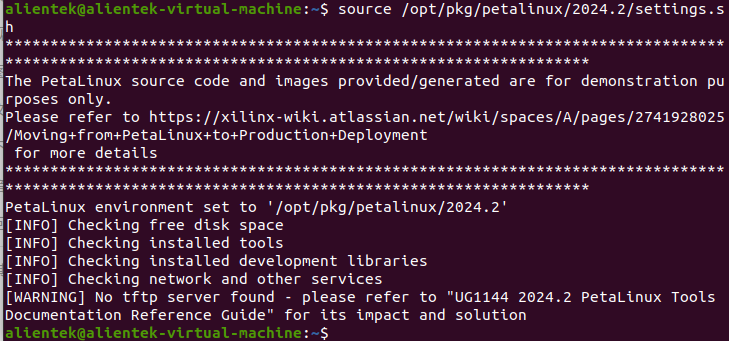 alientek@alientek-virtual-machine:~$ source /opt/pkg/petalinux/2024.2/settings.s
h
********************************************************************************
*****************************************************************
The PetaLinux source code and images provided/generated are for demonstration pu
rposes only.
Please refer to https://xilinx-wiki.atlassian.net/wiki/spaces/A/pages/2741928025
/Moving+from+PetaLinux+to+Production+Deployment
 for more details
********************************************************************************
*****************************************************************
PetaLinux environment set to '/opt/pkg/petalinux/2024.2'
[INFO] Checking free disk space
[INFO] Checking installed tools
[INFO] Checking installed development libraries
[INFO] Checking network and other services
[WARNING] No tftp server found - please refer to "UG1144 2024.2 PetaLinux Tools
Documentation Reference Guide" for its impact and solution
alientek@alientek-virtual-machine:~$